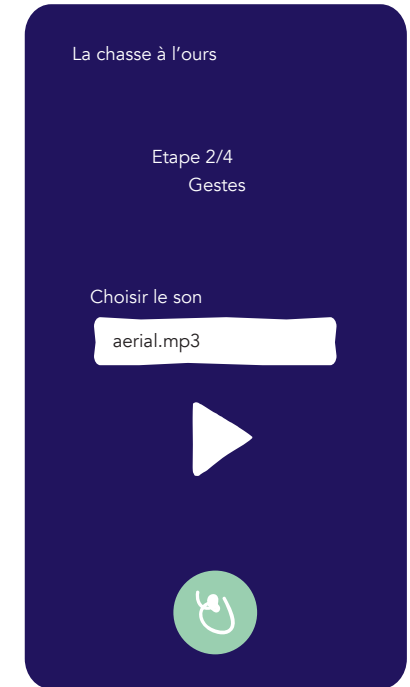 La chasse à l’ours
Etape 2/4
Gestes
Choisir le son
aerial.mp3